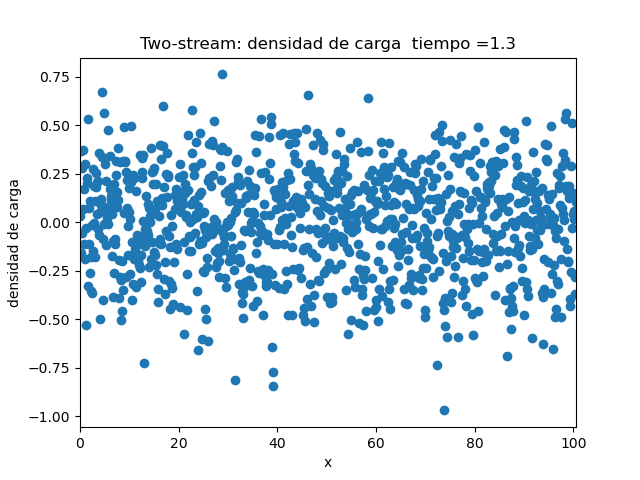 Two-stream: densidad de carga  tiempo =1.3
densidad de carga
0.75
0.50
0.25
0.00
−0.25
−0.50
−0.75
−1.00
0 20 40 60 80 100
x